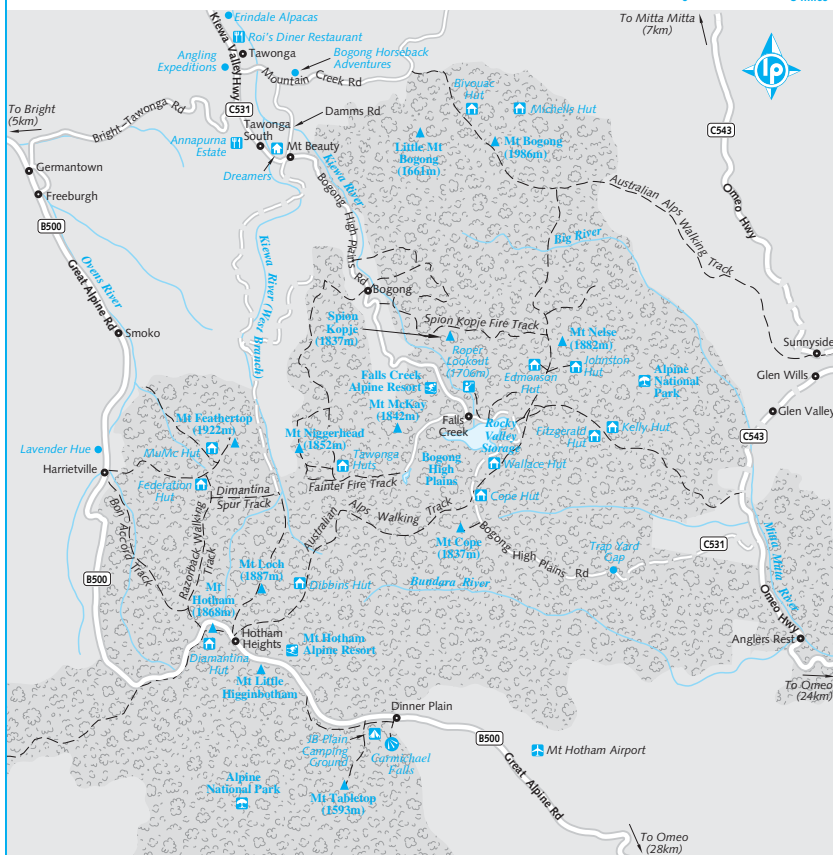 To Mitta Mitta
(7km)
Erindale Alpacas
Roi's Diner Restaurant
Tawonga
Kiewa Valley Hwy
Angling
Expeditions
Bogong Horseback
Adventures
Mountain Creek Rd
lp
To Bright
(5km)
Bright-Tawonga Rd
C531
Damms Rd
Bivouac
Hut
Michells Hut
C543
Annapurna
Estate
Tawonga
South
Mt Beauty
Dreamers
Little Mt
Bogong
(1661m)
Mt Bogong
(1986m)
Germantown
Freeburgh
Kiewa River
Omeo Hwy
Australian Alps
Walking Track
B500
Ovens River
Great Alpine Rd
Kiewa River (West Branch)
Bogong High Plains Rd
Big River
Bogong
Smoko
Spion
Kopje
(1837m)
Spion Kopje Fire Track
Mt Nelse
(1882m)
Sunnyside
Roper
Lookout
(1706m)
Edmonson
Hut
Johnston
Hut
Alpine
National
Park
Glen Wills
Falls Creek
Alpine Resort
Mt McKay
(1842m)
Glen Valley
Mt Feathertop
(1922m)
Mt Niggerhead
(1852m)
Falls
Creek
Rocky
Valley
Storage
Fitzgerald
Hut
Kelly Hut
C543
Lavender Hue
MUMC Hut
Harrietville
Tawonga
Huts
Bogong
High
Plains
Wallace Hut
Federation
Hut
Dimantina
Spur Track
Fainter Fire Track
Cope Hut
Bon Accord Track
Razorback Walking
Track
Australian Alps Walking Track
Mt Cope
(1837m)
Bogong High Plains Rd
Trap Yard
Gap
C531
Mitta Mitta River
B500
Mt Loch
(1887m)
Dibbins Hut
Bundara River
Mt
Hotham
(1868m)
Omeo Hwy
Hotham
Heights
Mt Hotham
Alpine Resort
Anglers Rest
Diamantina
Hut
Mt Little
Higginbotham
To Omeo
(24km)
Dinner Plain
JB Plain
Camping
Ground
Carmichael
Falls
B500
Mt Hotham Airport
Great Alpine Rd
Alpine
National Park
Mt Tabletop
(1593m)
To Omeo
(28km)